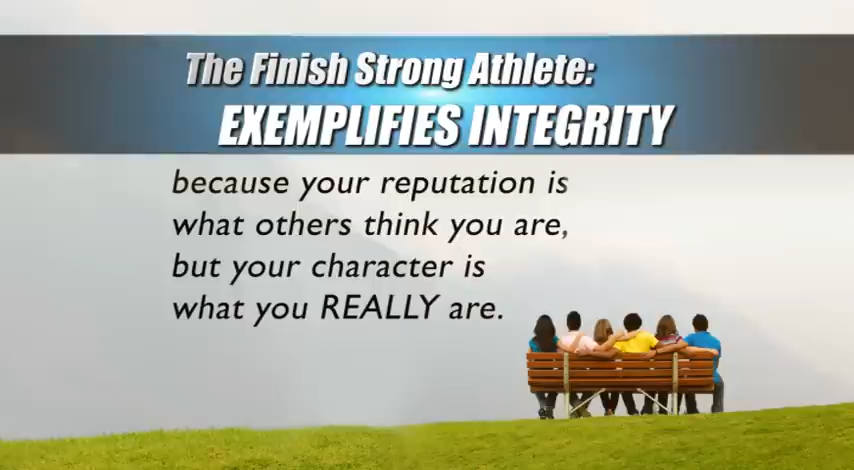 The Finish Strong Athlete:
EXEMPLIFIES INTEGRITY
because your reputation is
what others think you are,
but your character is
what you REALLY are.